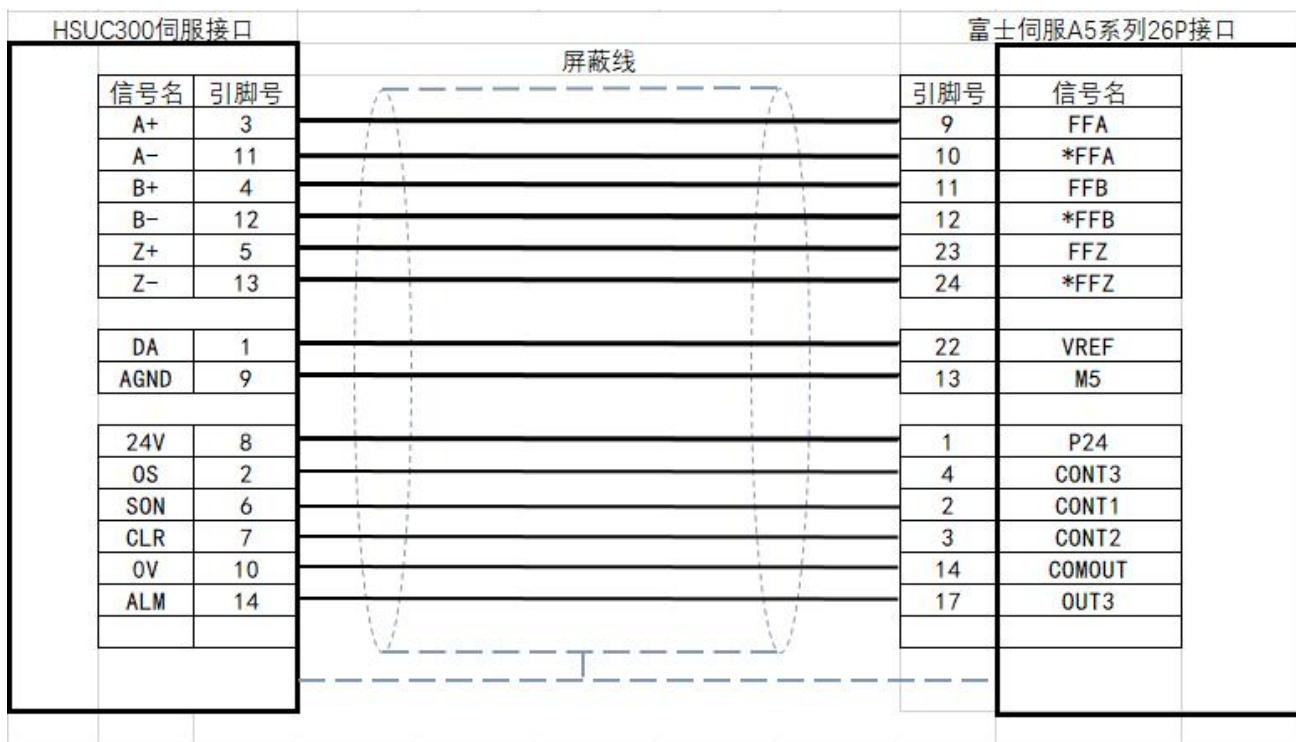 HSUC300伺服接口 富士伺服A5系列26P接口
屏蔽线
信号名 引脚号 引脚号 信号名
A+ 3 9 FFA
A- 11 10 *FFA
B+ 4 11 FFB
B- 12 12 *FFB
Z+ 5 23 FFZ
Z- 13 24 *FFZ
DA 1 22 VREF
AGND 9 13 M5
24V 8 1 P24
OS 2 4 CONT3
SON 6 2 CONT1
CLR 7 3 CONT2
0V 10 14 COMOUT
ALM 14 17 OUT3